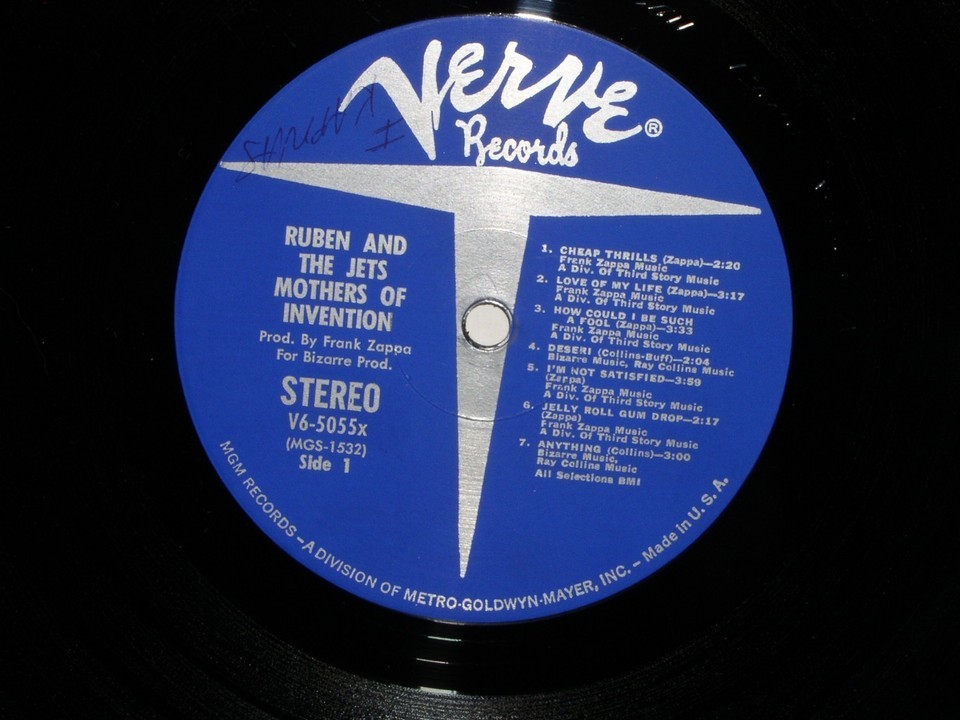 Verve ®
Records
RUBEN AND
THE JETS
MOTHERS OF
INVENTION
Prod. By Frank Zappa
For Bizarre Prod.
STEREO
V6-5055x
(MGS-1532)
Side 1
1. CHEAP THRILLS (Zappa)—2:20
Frank Zappa Music
A Div. Of Third Story Music
2. LOVE OF MY LIFE (Zappa)—3:17
Frank Zappa Music
A Div. Of Third Story Music
3. HOW COULD I BE SUCH
A FOOL (Zappa)—3:33
Frank Zappa Music
A Div. Of Third Story Music
4. DESERI (Collins-Buff)—2:04
Bizarre Music, Ray Collins Music
5. I'M NOT SATISFIED—3:59
(Zappa)
Frank Zappa Music
A Div. Of Third Story Music
6. JELLY ROLL GUM DROP—2:17
(Zappa)
Frank Zappa Music
A Div. Of Third Story Music
7. ANYTHING (Collins)—3:00
Bizarre Music,
Ray Collins Music
All Selections BMI
MGM RECORDS – A DIVISION OF METRO-GOLDWYN-MAYER, INC. – Made in U. S. A.